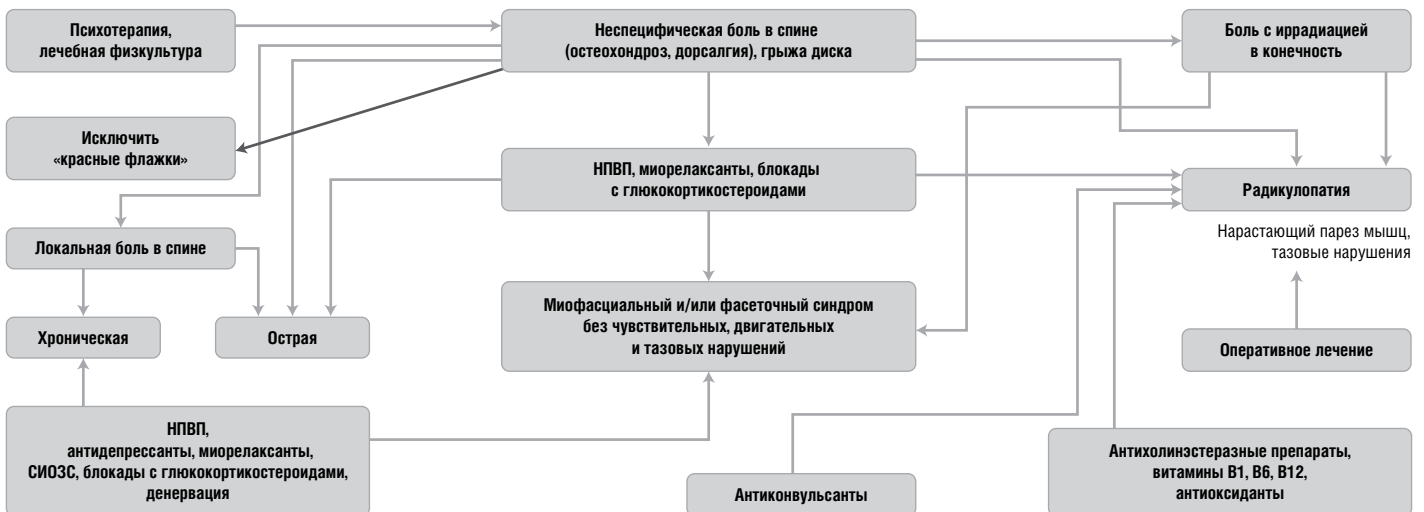 Психотерапия,
лечебная физкультура
Неспецифическая боль в спине
(остеохондроз, дорсалгия), грыжа диска
Боль с иррадиацией
в конечность
Исключить
«красные флажки»
НПВП, миорелаксанты, блокады
с глюкокортикостероидами
Радикулопатия
Нарастающий парез мышц,
тазовые нарушения
Локальная боль в спине
Хроническая
Острая
Миофасциальный и/или фасеточный синдром
без чувствительных, двигательных
и тазовых нарушений
Оперативное лечение
НПВП,
антидепрессанты, миорелаксанты,
СИОЗС, блокады с глюкокортикостероидами,
денервация
Антиконвульсанты
Антихолинэстеразные препараты,
витамины В1, В6, В12,
антиоксиданты